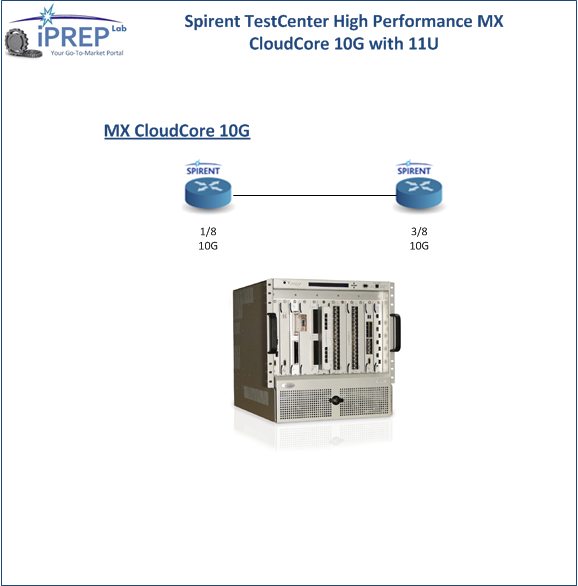 iPREP Lab
Your Go-To-Market Portal
Spirent TestCenter High Performance MX
CloudCore 10G with 11U
MX CloudCore 10G
SPIRENT
SPIRENT
1/8
10G
3/8
10G